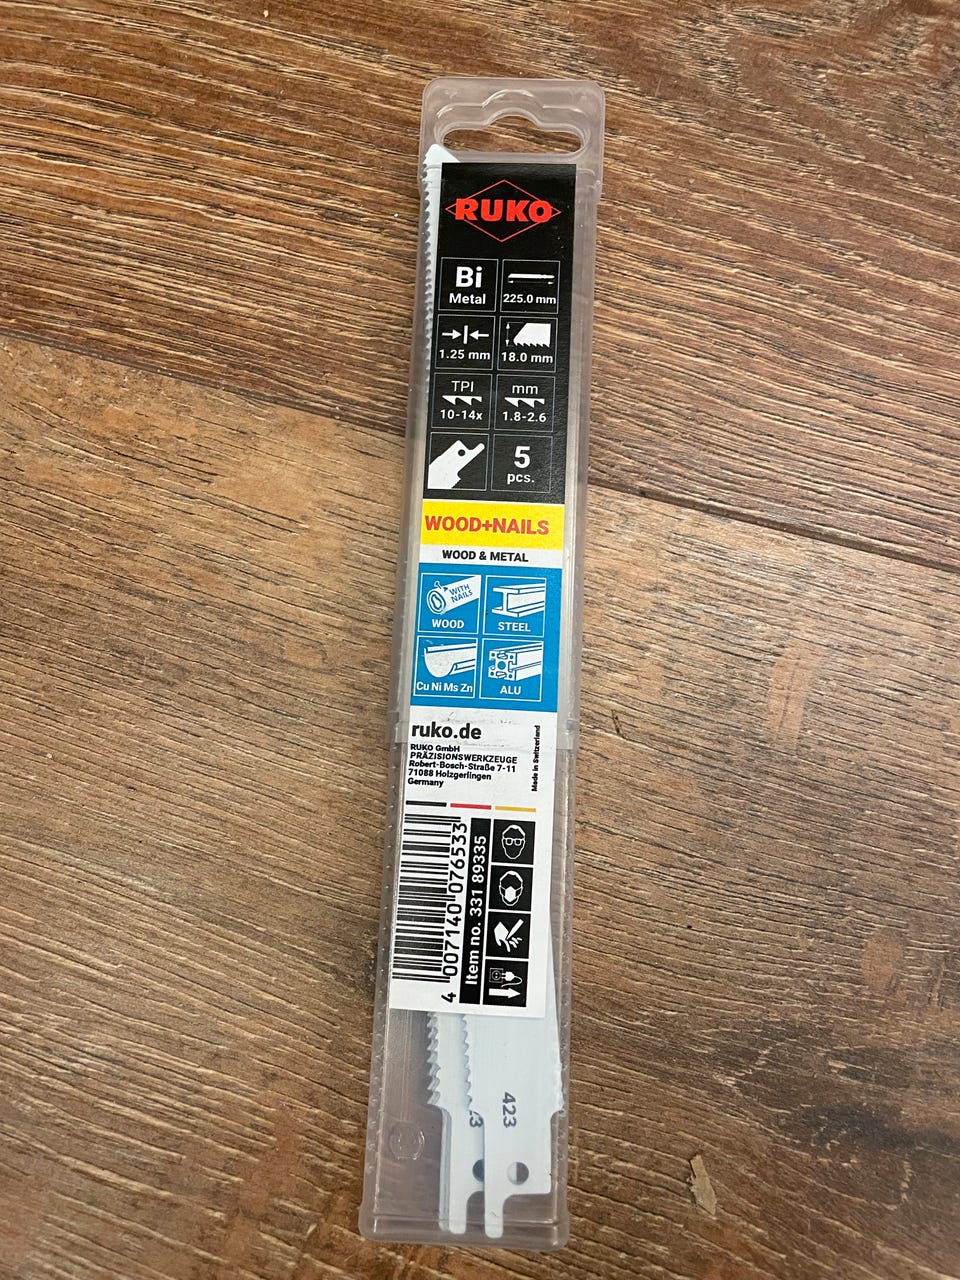 RUKO
Bi
Metal
225.0 mm
1.25 mm
18.0 mm
TPI
10-14x
mm
1.8-2.6
5
pcs.
WOOD+NAILS
WOOD & METAL
WITH
NAILS
WOOD
STEEL
Cu Ni Ms Zn
ALU
ruko.de
RUKO GmbH
PRÄZISIONSWERKZEUGE
Robert-Bosch-Straße 7-11
71088 Holzgerlingen
Germany
Made in Switzerland
4 007140 076533
Item no. 331 89335
423
3